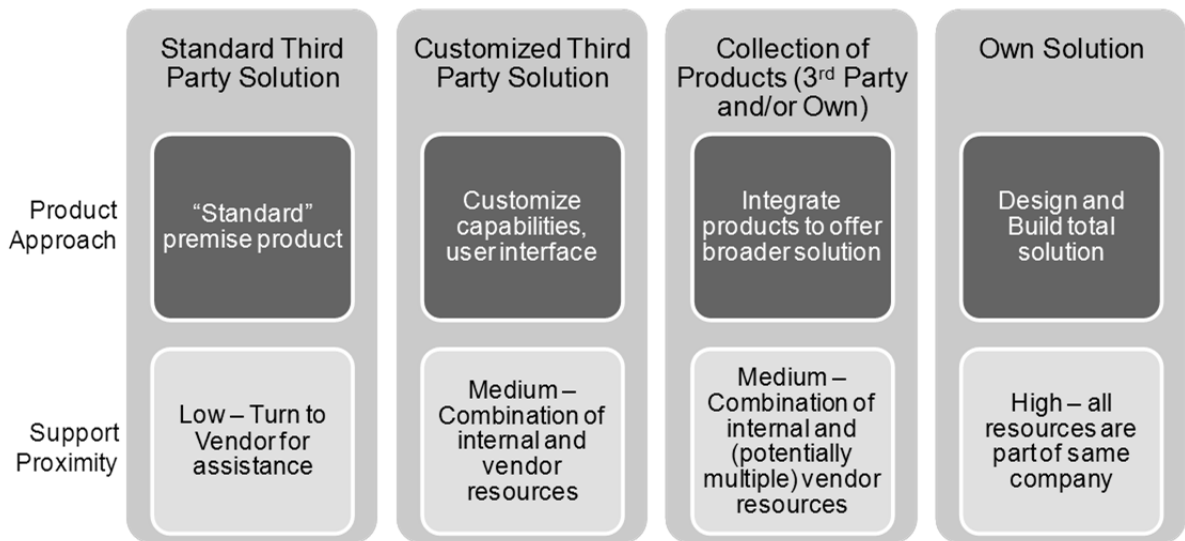 Standard Third
Party Solution
Customized Third
Party Solution
Collection of
Products (3rd Party
and/or Own)
Own Solution
Product
Approach
“Standard”
premise product
Customize
capabilities,
user interface
Integrate
products to offer
broader solution
Design and
Build total
solution
Support
Proximity
Low – Turn to
Vendor for
assistance
Medium –
Combination of
internal and
vendor
resources
Medium –
Combination of
internal and
(potentially
multiple) vendor
resources
High – all
resources are
part of same
company